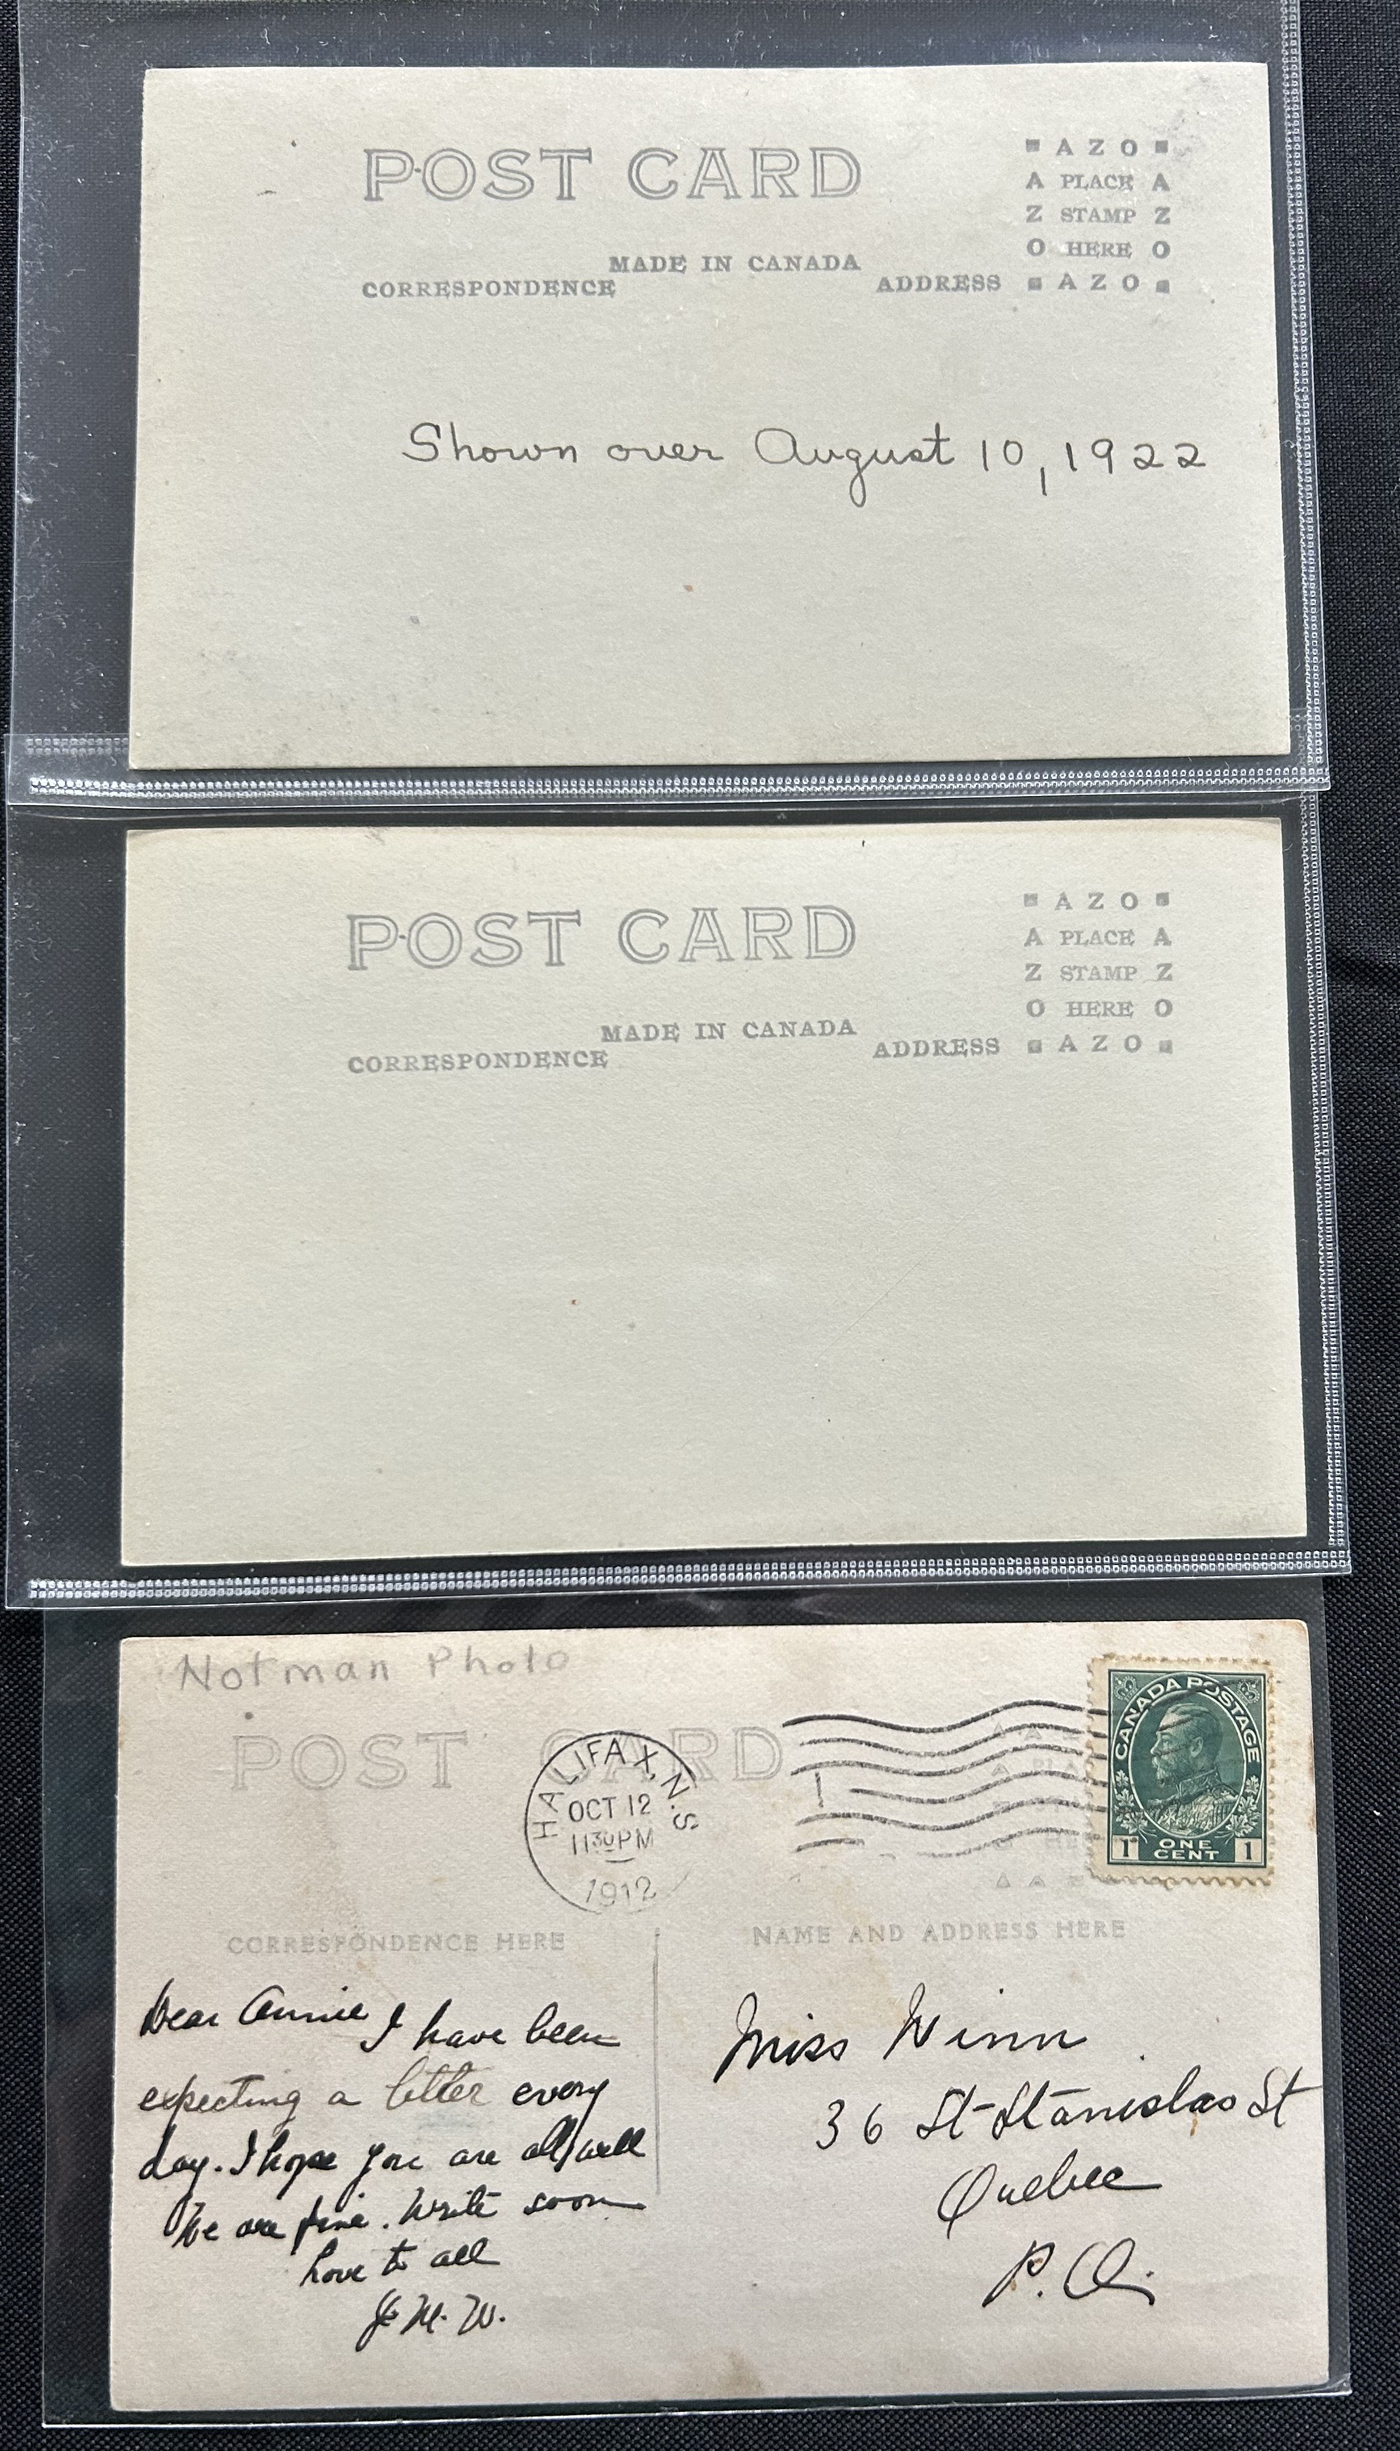 POST CARD
■ A Z O ■
A PLACE A
Z STAMP Z
O HERE O
■ A Z O ■
MADE IN CANADA
CORRESPONDENCE
ADDRESS
Shown over August 10, 1922
POST CARD
■ A Z O ■
A PLACE A
Z STAMP Z
O HERE O
■ A Z O ■
MADE IN CANADA
CORRESPONDENCE
ADDRESS
Notman Photo
POST CARD
HALIFAX, N.S
OCT 12
11 30 PM
1912
CANADA POSTAGE
1 ONE CENT 1
CORRESPONDENCE HERE
NAME AND ADDRESS HERE
Dear Annie I have been
expecting a letter every
day. I hope you are all well
We are fine. Write soon
Love to all
J. M. W.
Miss Winn
36 St-Stanislas St
Quebec
P. Q.